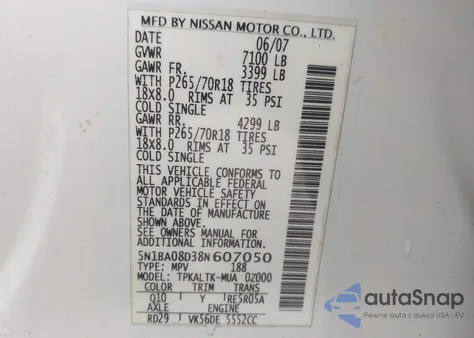 MFD BY NISSAN MOTOR CO., LTD.
DATE 06/07
GVWR 7100 LB
GAWR FR. 3399 LB
WITH P265/70R18 TIRES
18X8.0 RIMS AT 35 PSI
COLD SINGLE
GAWR RR. 4299 LB
WITH P265/70R18 TIRES
18X8.0 RIMS AT 35 PSI
COLD SINGLE
THIS VEHICLE CONFORMS TO
ALL APPLICABLE FEDERAL
MOTOR VEHICLE SAFETY
STANDARDS IN EFFECT ON
THE DATE OF MANUFACTURE
SHOWN ABOVE.
SEE OWNERS MANUAL FOR
ADDITIONAL INFORMATION
5N1BA08D38N607050
TYPE: MPV 188
MODEL: TPKALTK-MUA 0Z000
COLOR TRIM TRANS
Q10 Y RE5R05A
AXLE ENGINE
RD29 VK56DE 5552CC
autaSnap
Pewne auta z aukcji USA i EU